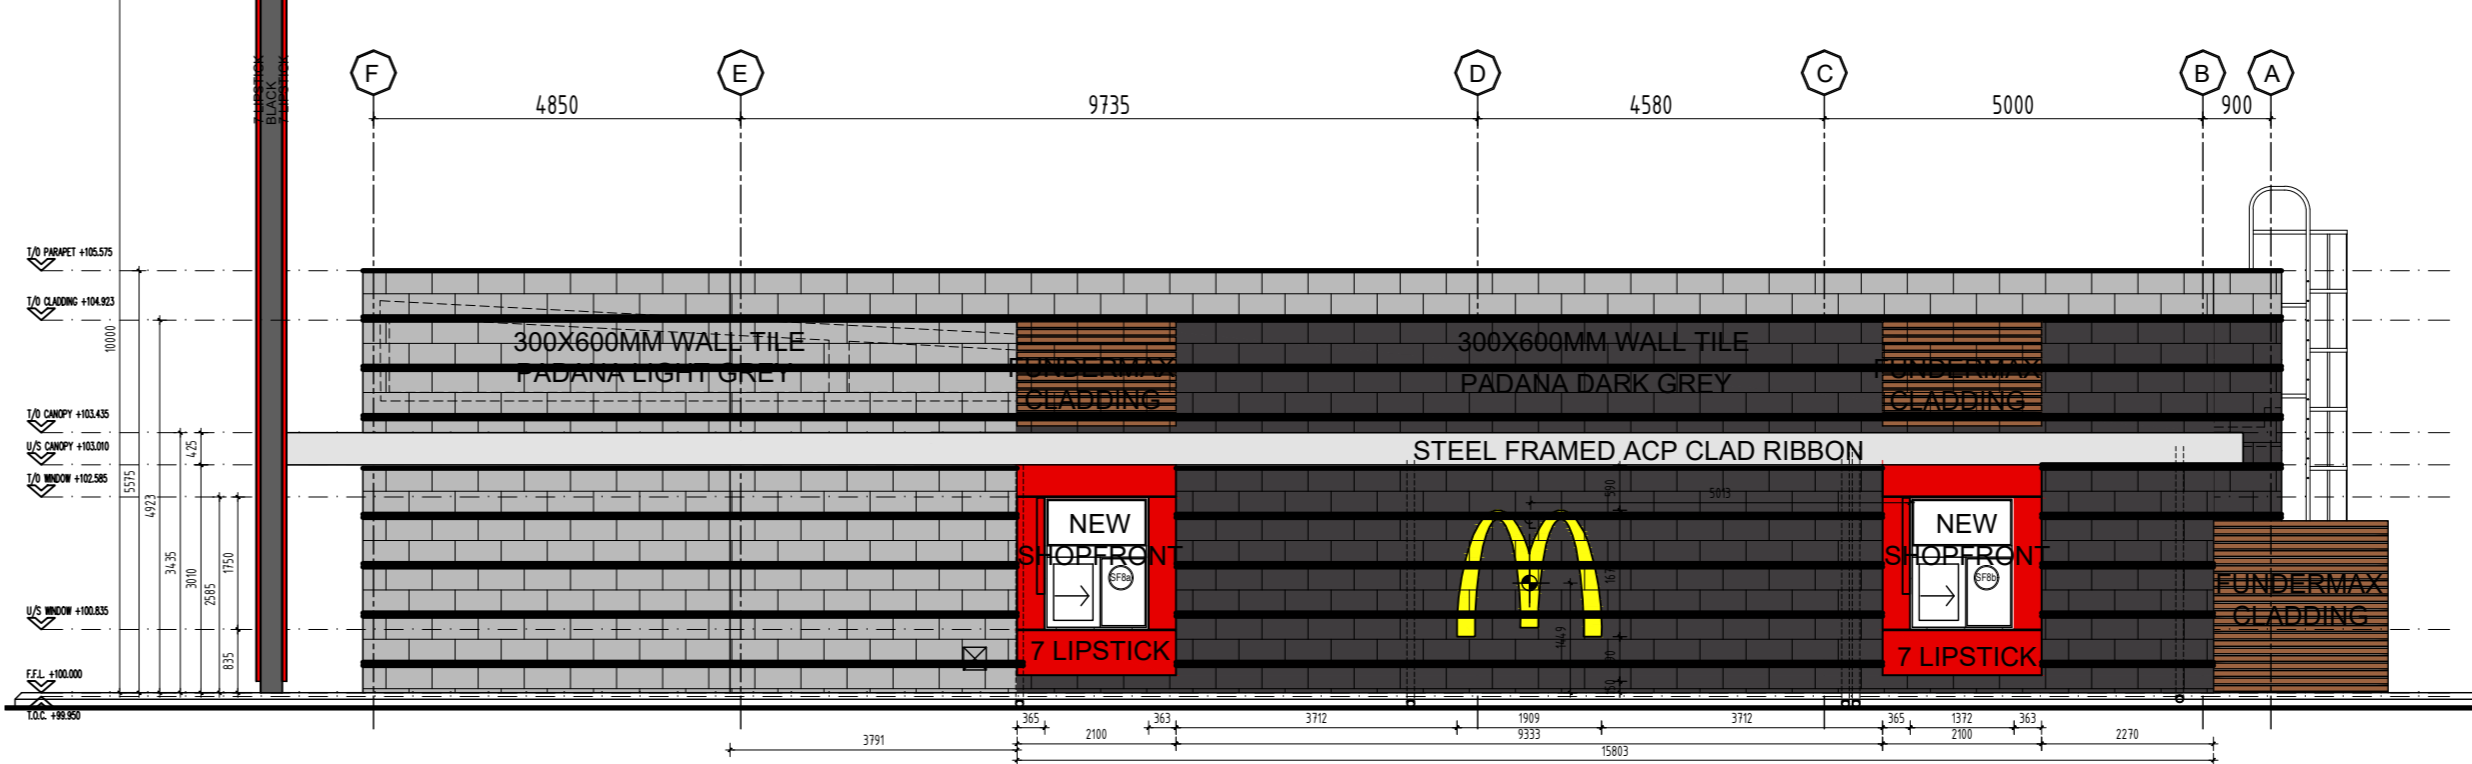 7 LIPSTICK
BLACK
7 LIPSTICK
F
E
D
C
B
A
4850
9735
4580
5000
900
T/O PARAPET +105.575
T/O CLADDING +104.923
T/O CANOPY +103.435
U/S CANOPY +103.010
T/O WINDOW +102.585
U/S WINDOW +100.835
F.F.L. +100.000
T.O.C. +99.950
10000
5575
4923
3435
425
3010
2585
1750
835
300X600MM WALL TILE
PADANA LIGHT GREY
FUNDERMAX
CLADDING
300X600MM WALL TILE
PADANA DARK GREY
FUNDERMAX
CLADDING
STEEL FRAMED ACP CLAD RIBBON
590
5013
NEW
SHOPFRONT
SF8a
7 LIPSTICK
1449
NEW
SHOPFRONT
SF8b
7 LIPSTICK
FUNDERMAX
CLADDING
365
363
3712
1909
3712
365
1372
363
2100
9333
2100
2270
3791
15803